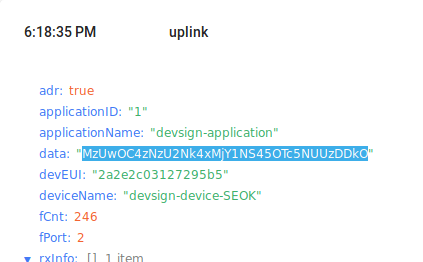 6:18:35 PM uplink
adr: true
applicationID: "1"
applicationName: "devsign-application"
data: "MzUwOC4zNzU2Nk4xMjY1NS45OTc5NUUzDDkO"
devEUI: "2a2e2c03127295b5"
deviceName: "devsign-device-SEOK"
fCnt: 246
fPort: 2
▼ rxInfo: [] 1 item